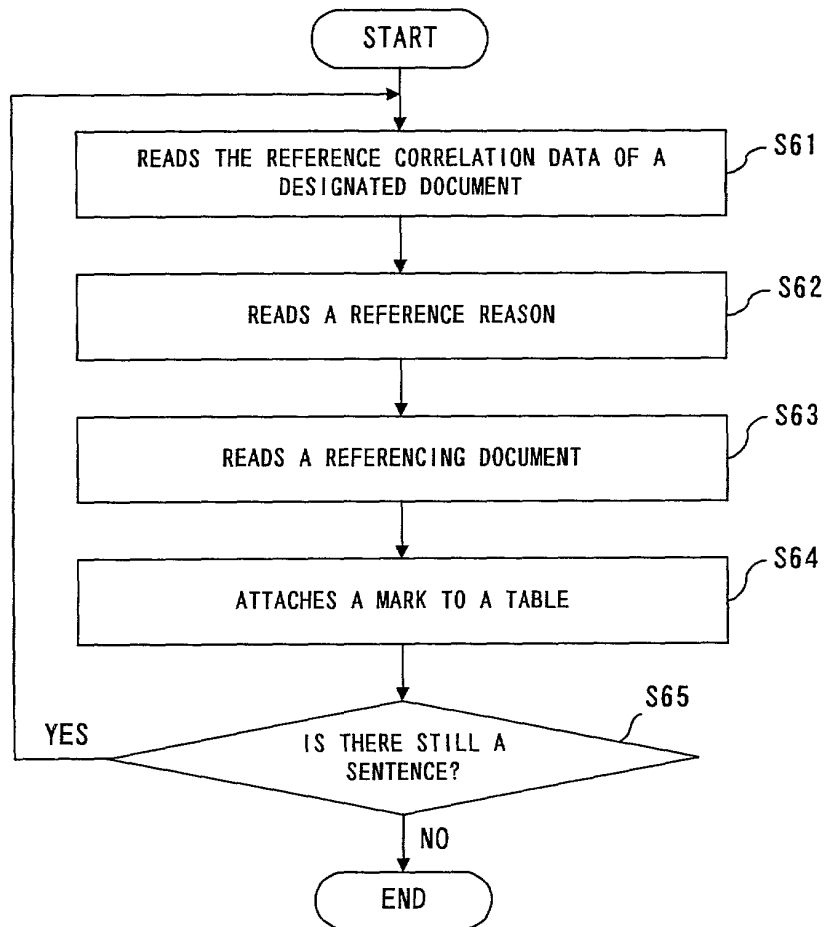 START
READS THE REFERENCE CORRELATION DATA OF A
DESIGNATED DOCUMENT
S61
READS A REFERENCE REASON
S62
READS A REFERENCING DOCUMENT
S63
ATTACHES A MARK TO A TABLE
S64
IS THERE STILL A
SENTENCE?
S65
YES
NO
END